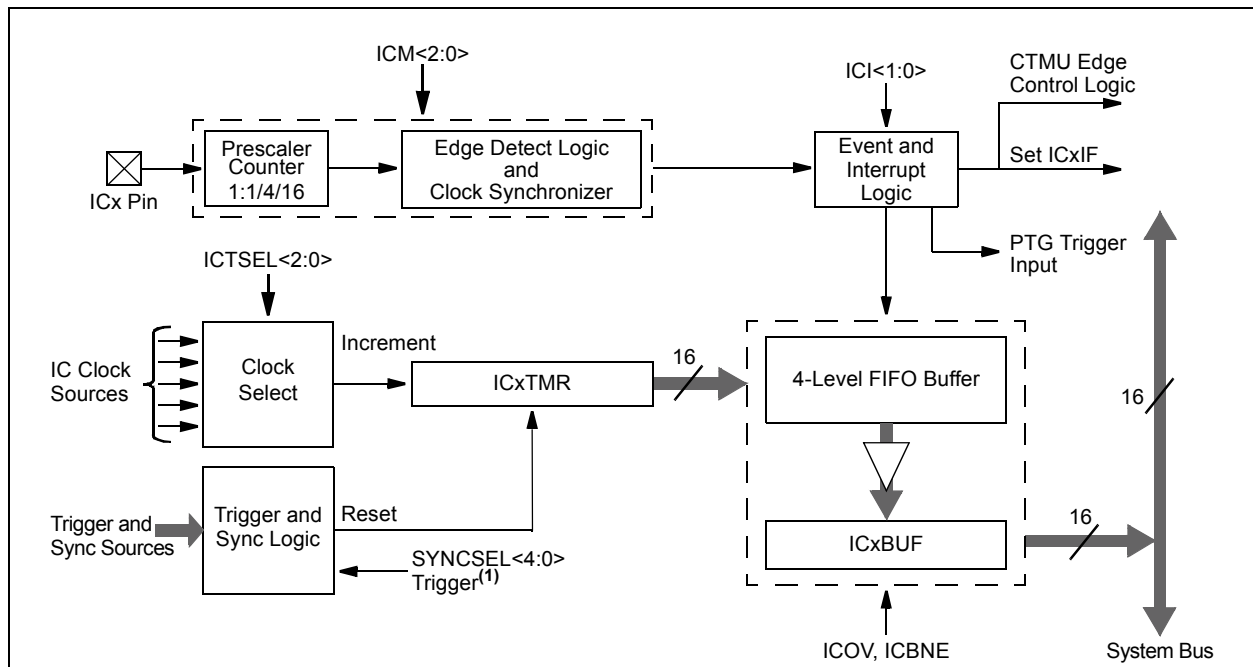 ICM<2:0>
ICI<1:0>
CTMU Edge
Control Logic
Prescaler
Counter
1:1/4/16
Edge Detect Logic
and
Clock Synchronizer
Event and
Interrupt
Logic
Set ICxIF
ICx Pin
PTG Trigger
Input
ICTSEL<2:0>
IC Clock
Sources
Clock
Select
Increment
ICxTMR
16
4-Level FIFO Buffer
16
Trigger and
Sync Sources
Trigger and
Sync Logic
Reset
SYNCSEL<4:0>
Trigger(1)
ICxBUF
16
ICOV, ICBNE
System Bus